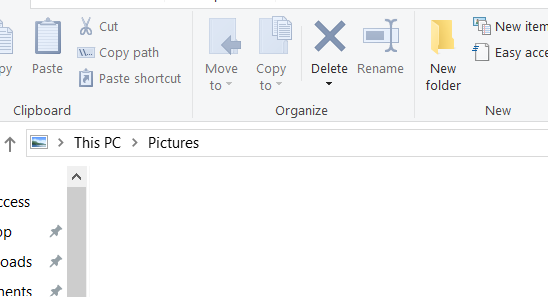 Cut
New item
py
Paste
Copy path
Move to
Copy to
Delete
Rename
New folder
Easy acce
Paste shortcut
Clipboard
Organize
New
This PC
Pictures
ccess
op
oads
ments